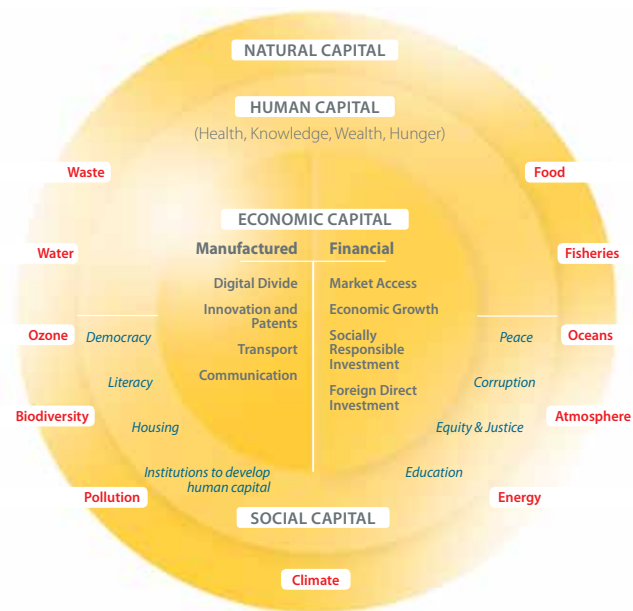 NATURAL CAPITAL
HUMAN CAPITAL
(Health, Knowledge, Wealth, Hunger)
Waste
Food
ECONOMIC CAPITAL
Manufactured
Financial
Water
Fisheries
Digital Divide
Innovation and
Patents
Transport
Communication
Market Access
Economic Growth
Socially
Responsible
Investment
Foreign Direct
Investment
Ozone
Democracy
Peace
Oceans
Literacy
Corruption
Biodiversity
Atmosphere
Housing
Equity & Justice
Institutions to develop
human capital
Education
Pollution
Energy
SOCIAL CAPITAL
Climate